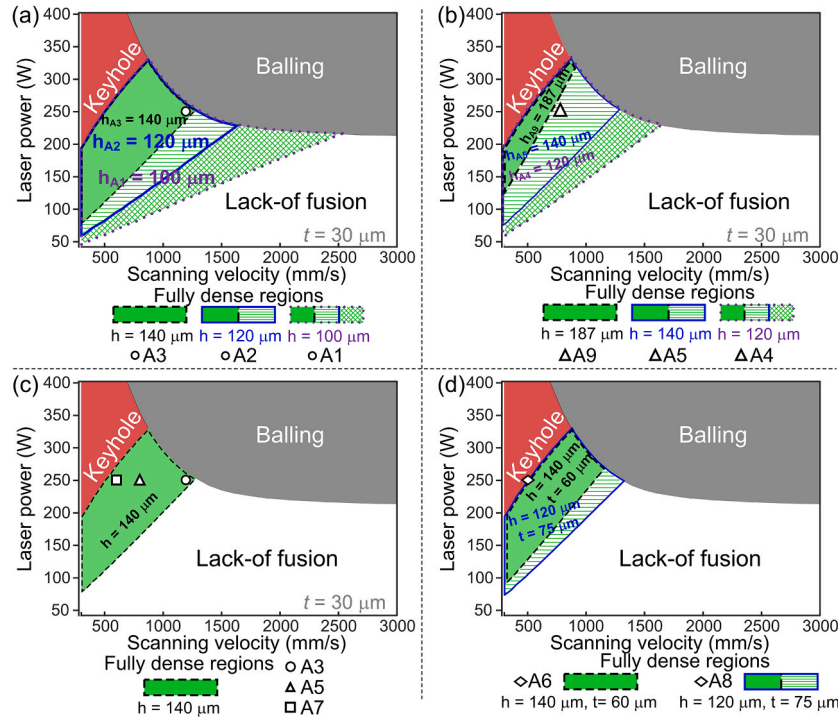 (a)
400
350
300
250
200
150
100
50
Laser power (W)
Keyhole
Balling
hA3= 140 μm
hA2 = 120 μm
hA1= 100 μm
Lack-of fusion
t = 30 μm
500 1000 1500 2000 2500 3000
Scanning velocity (mm/s)
Fully dense regions
h = 140 μm h = 120 μm h = 100 μm
A3 A2 A1
(b)
400
350
300
250
200
150
100
50
Laser power (W)
Keyhole
Balling
hA9= 187 μm
hA5= 140 μm
hA4= 120 μm
Lack-of fusion
t = 30 μm
500 1000 1500 2000 2500 3000
Scanning velocity (mm/s)
Fully dense regions
h = 187 μm h = 140 μm h = 120 μm
A9 A5 A4
(c)
400
350
300
250
200
150
100
50
Laser power (W)
Keyhole
Balling
h = 140 μm
Lack-of fusion
t = 30 μm
500 1000 1500 2000 2500 3000
Scanning velocity (mm/s)
Fully dense regions
h = 140 μm
A3
A5
A7
(d)
400
350
300
250
200
150
100
50
Laser power (W)
Keyhole
Balling
h = 140 μm
t = 60 μm
h = 120 μm
t = 75 μm
Lack-of fusion
500 1000 1500 2000 2500 3000
Scanning velocity (mm/s)
Fully dense regions
A6 A8
h = 140 μm, t= 60 μm h = 120 μm, t = 75 μm